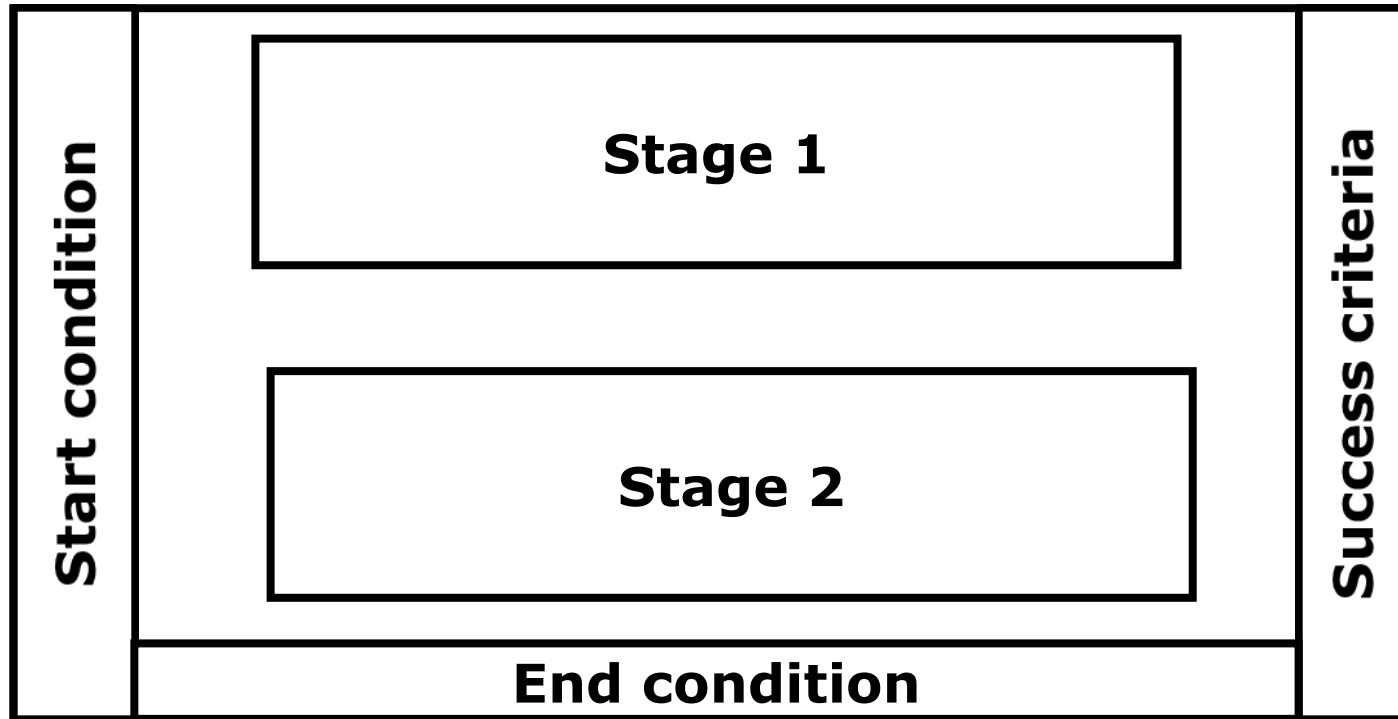 Start condition
Stage 1
Stage 2
End condition
Success criteria